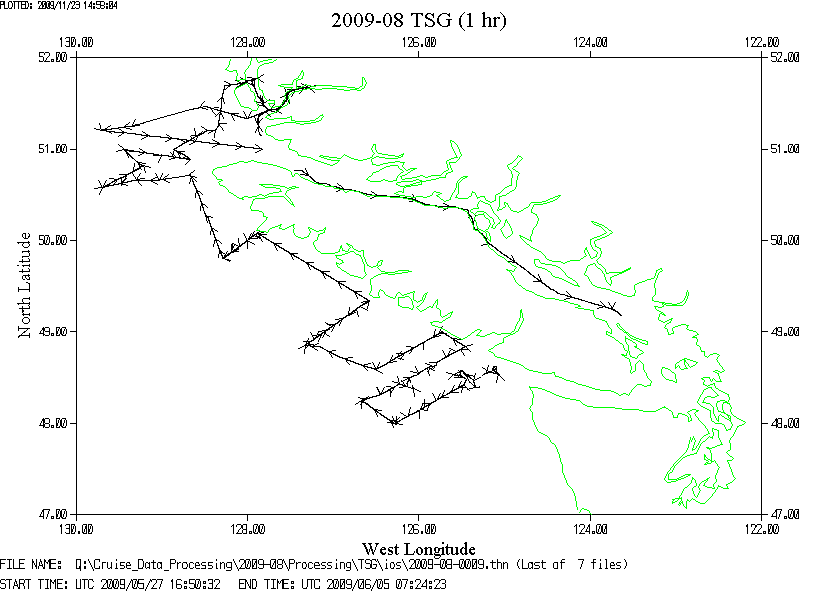 PLOTTED: 2009/11/23 14:53:04
2009-08 TSG (1 hr)
130.00 128.00 126.00 124.00 122.00
52.00 52.00
51.00 51.00
50.00 50.00
49.00 49.00
48.00 48.00
47.00 47.00
North Latitude
130.00 128.00 126.00 124.00 122.00
West Longitude
FILE NAME: Q:\Cruise_Data_Processing\2009-08\Processing\TSG\ios\2009-08-0009.thn (Last of 7 files)
START TIME: UTC 2009/05/27 16:50:32 END TIME: UTC 2009/06/05 07:24:23